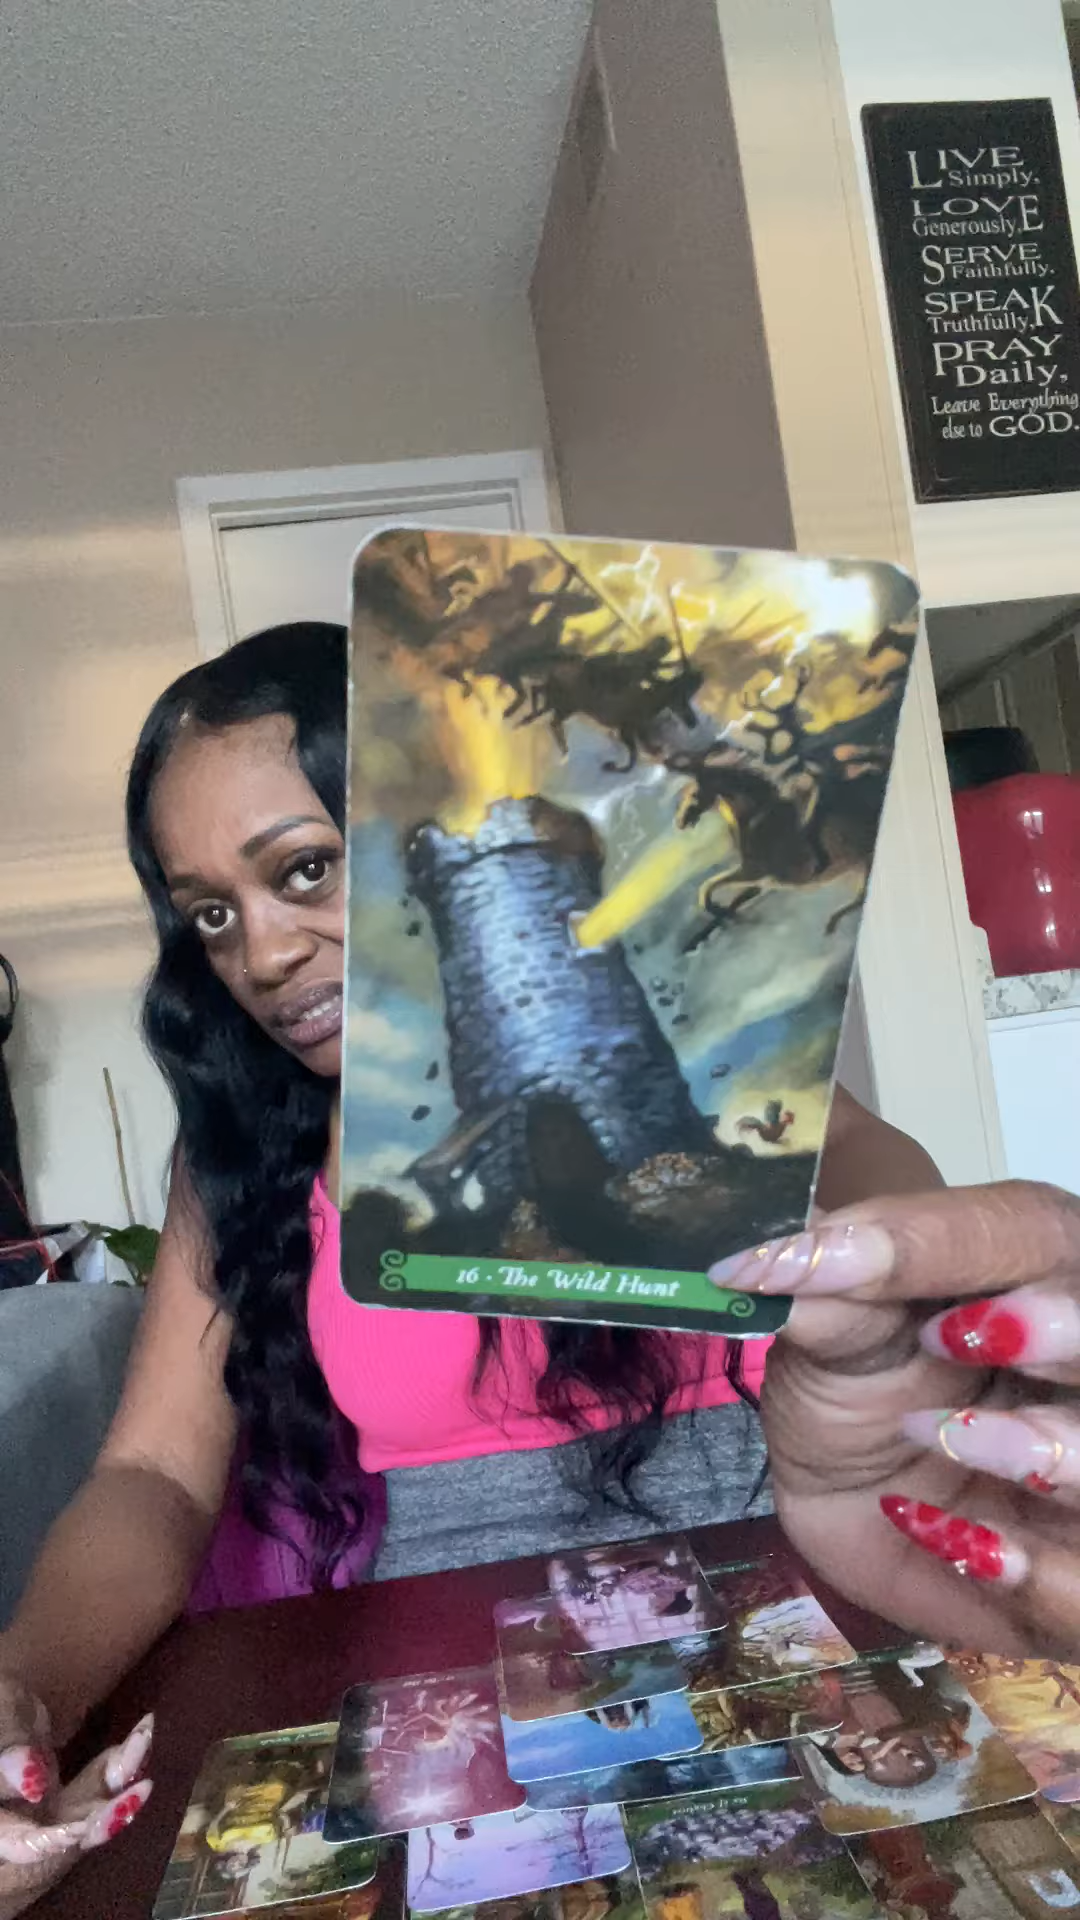 LIVE
Simply,
LOVE
Generously,
SERVE
Faithfully.
SPEAK
Truthfully,
PRAY
Daily,
Leave Everything
else to GOD.
16 · The Wild Hunt